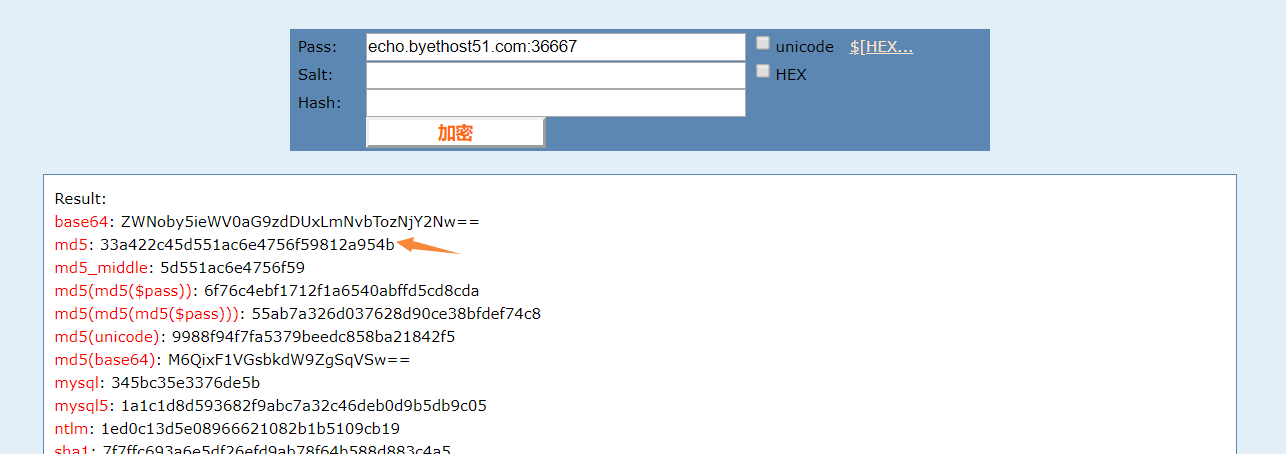 Pass: echo.byethost51.com:36667 unicode $[HEX...
Salt: HEX
Hash:
加密
Result:
base64: ZWNoby5ieWV0aG9zdDUxLmNvbTozNjY2Nw==
md5: 33a422c45d551ac6e4756f59812a954b
md5_middle: 5d551ac6e4756f59
md5(md5($pass)): 6f76c4ebf1712f1a6540abffd5cd8cda
md5(md5(md5($pass))): 55ab7a326d037628d90ce38bfdef74c8
md5(unicode): 9988f94f7fa5379beedc858ba21842f5
md5(base64): M6QixF1VGsbkdW9ZgSqVSw==
mysql: 345bc35e3376de5b
mysql5: 1a1c1d8d593682f9abc7a32c46deb0d9b5db9c05
ntlm: 1ed0c13d5e08966621082b1b5109cb19
sha1: 7f7ffc693a6e5df26efd9ab78f64b588d883c4a5